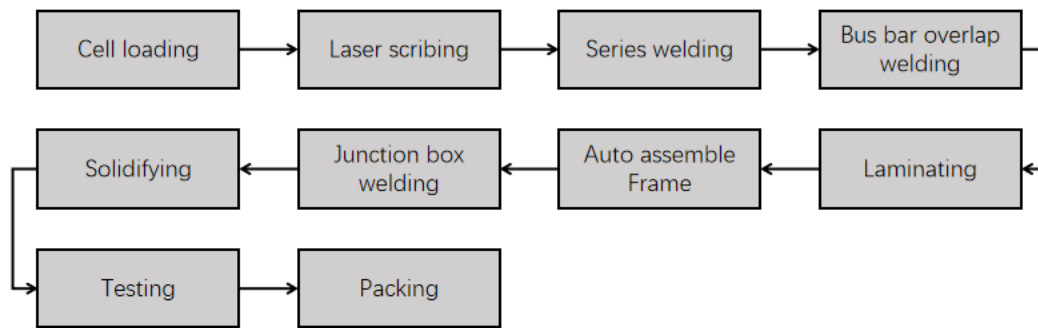 Cell loading
Laser scribing
Series welding
Bus bar overlap
welding
Solidifying
Junction box
welding
Auto assemble
Frame
Laminating
Testing
Packing